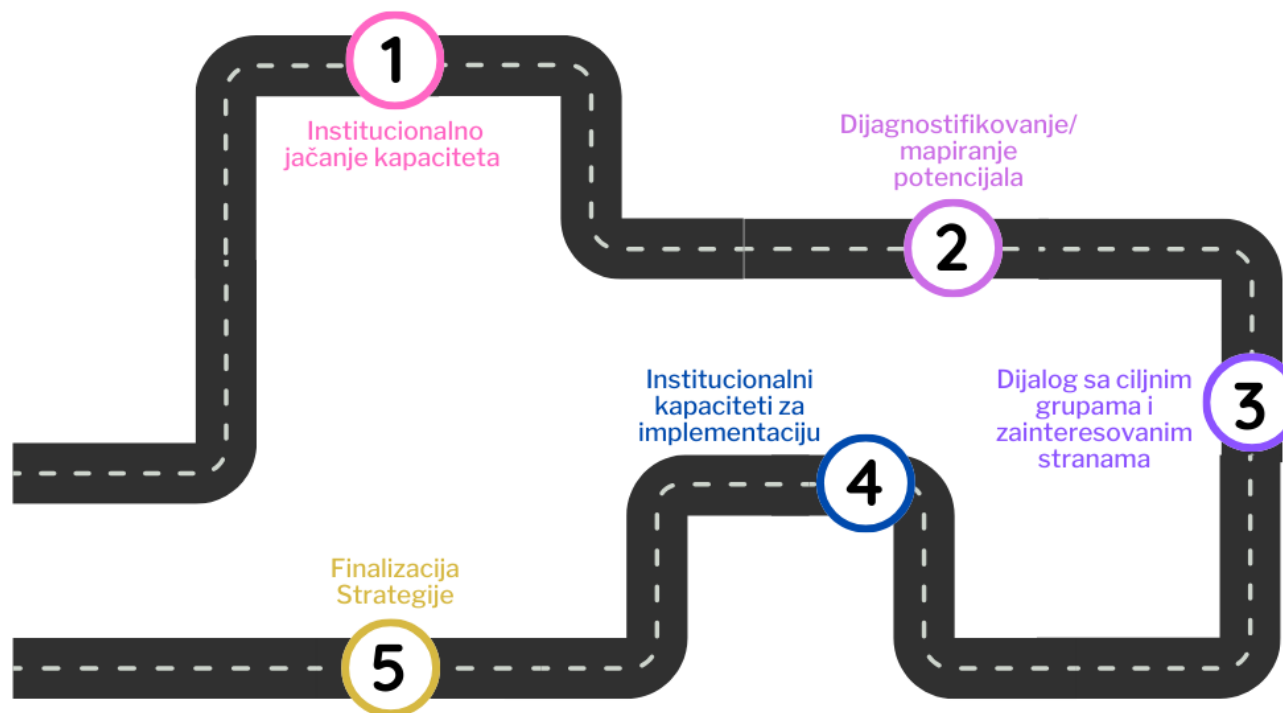 1
Institucionalno
jačanje kapaciteta
Dijagnostifikovanje/
mapiranje
potencijala
2
Dijalog sa ciljnim
grupama i
zainteresovanim
stranama
3
Institucionalni
kapaciteti za
implementaciju
4
Finalizacija
Strategije
5